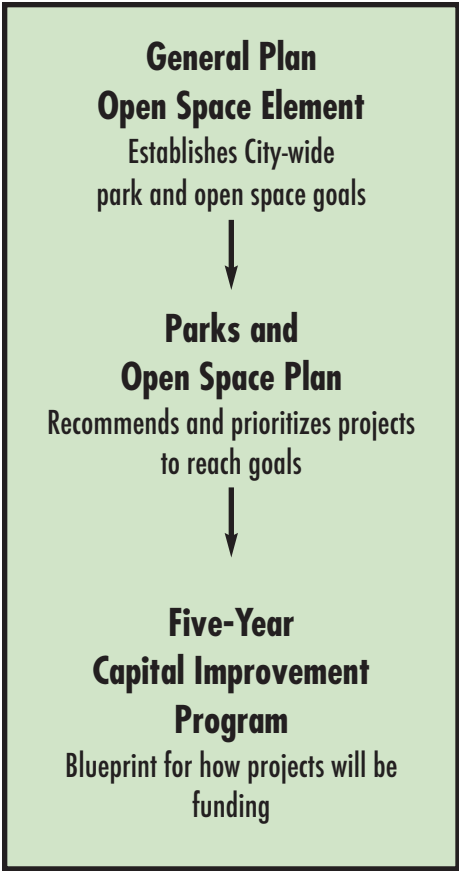 General Plan
Open Space Element
Establishes City-wide
park and open space goals
Parks and
Open Space Plan
Recommends and prioritizes projects
to reach goals
Five-Year
Capital Improvement
Program
Blueprint for how projects will be
funding